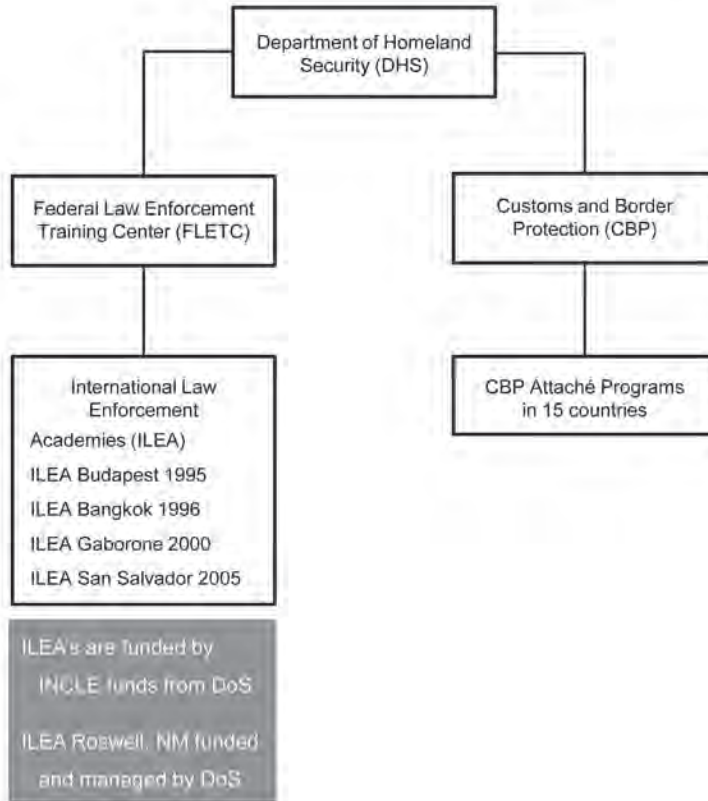 Department of Homeland
Security (DHS)
Federal Law Enforcement
Training Center (FLETC)
Customs and Border
Protection (CBP)
International Law
Enforcement
Academies (ILEA)
ILEA Budapest 1995
ILEA Bangkok 1996
ILEA Gaborone 2000
ILEA San Salvador 2005
CBP Attaché Programs
in 15 countries
ILEA's are funded by
INCLE funds from DoS
ILEA Roswell, NM funded
and managed by DoS